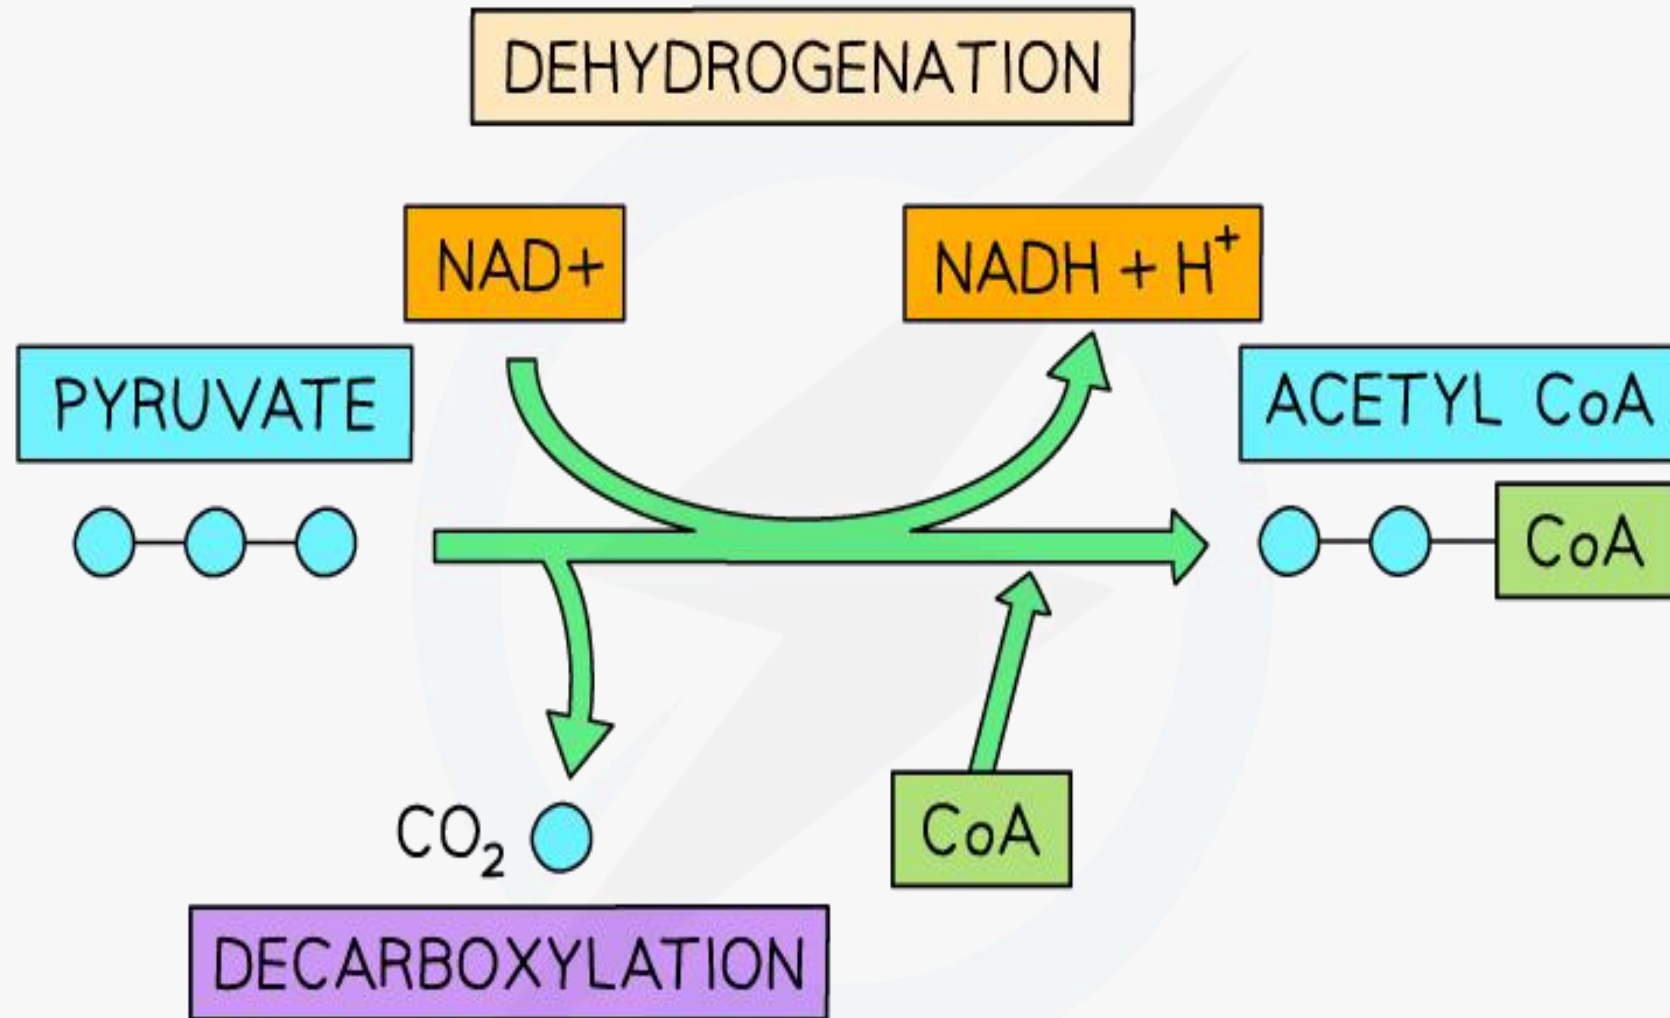 DEHYDROGENATION
NAD+
NADH + H⁺
PYRUVATE
ACETYL CoA
CoA
CO₂
CoA
DECARBOXYLATION